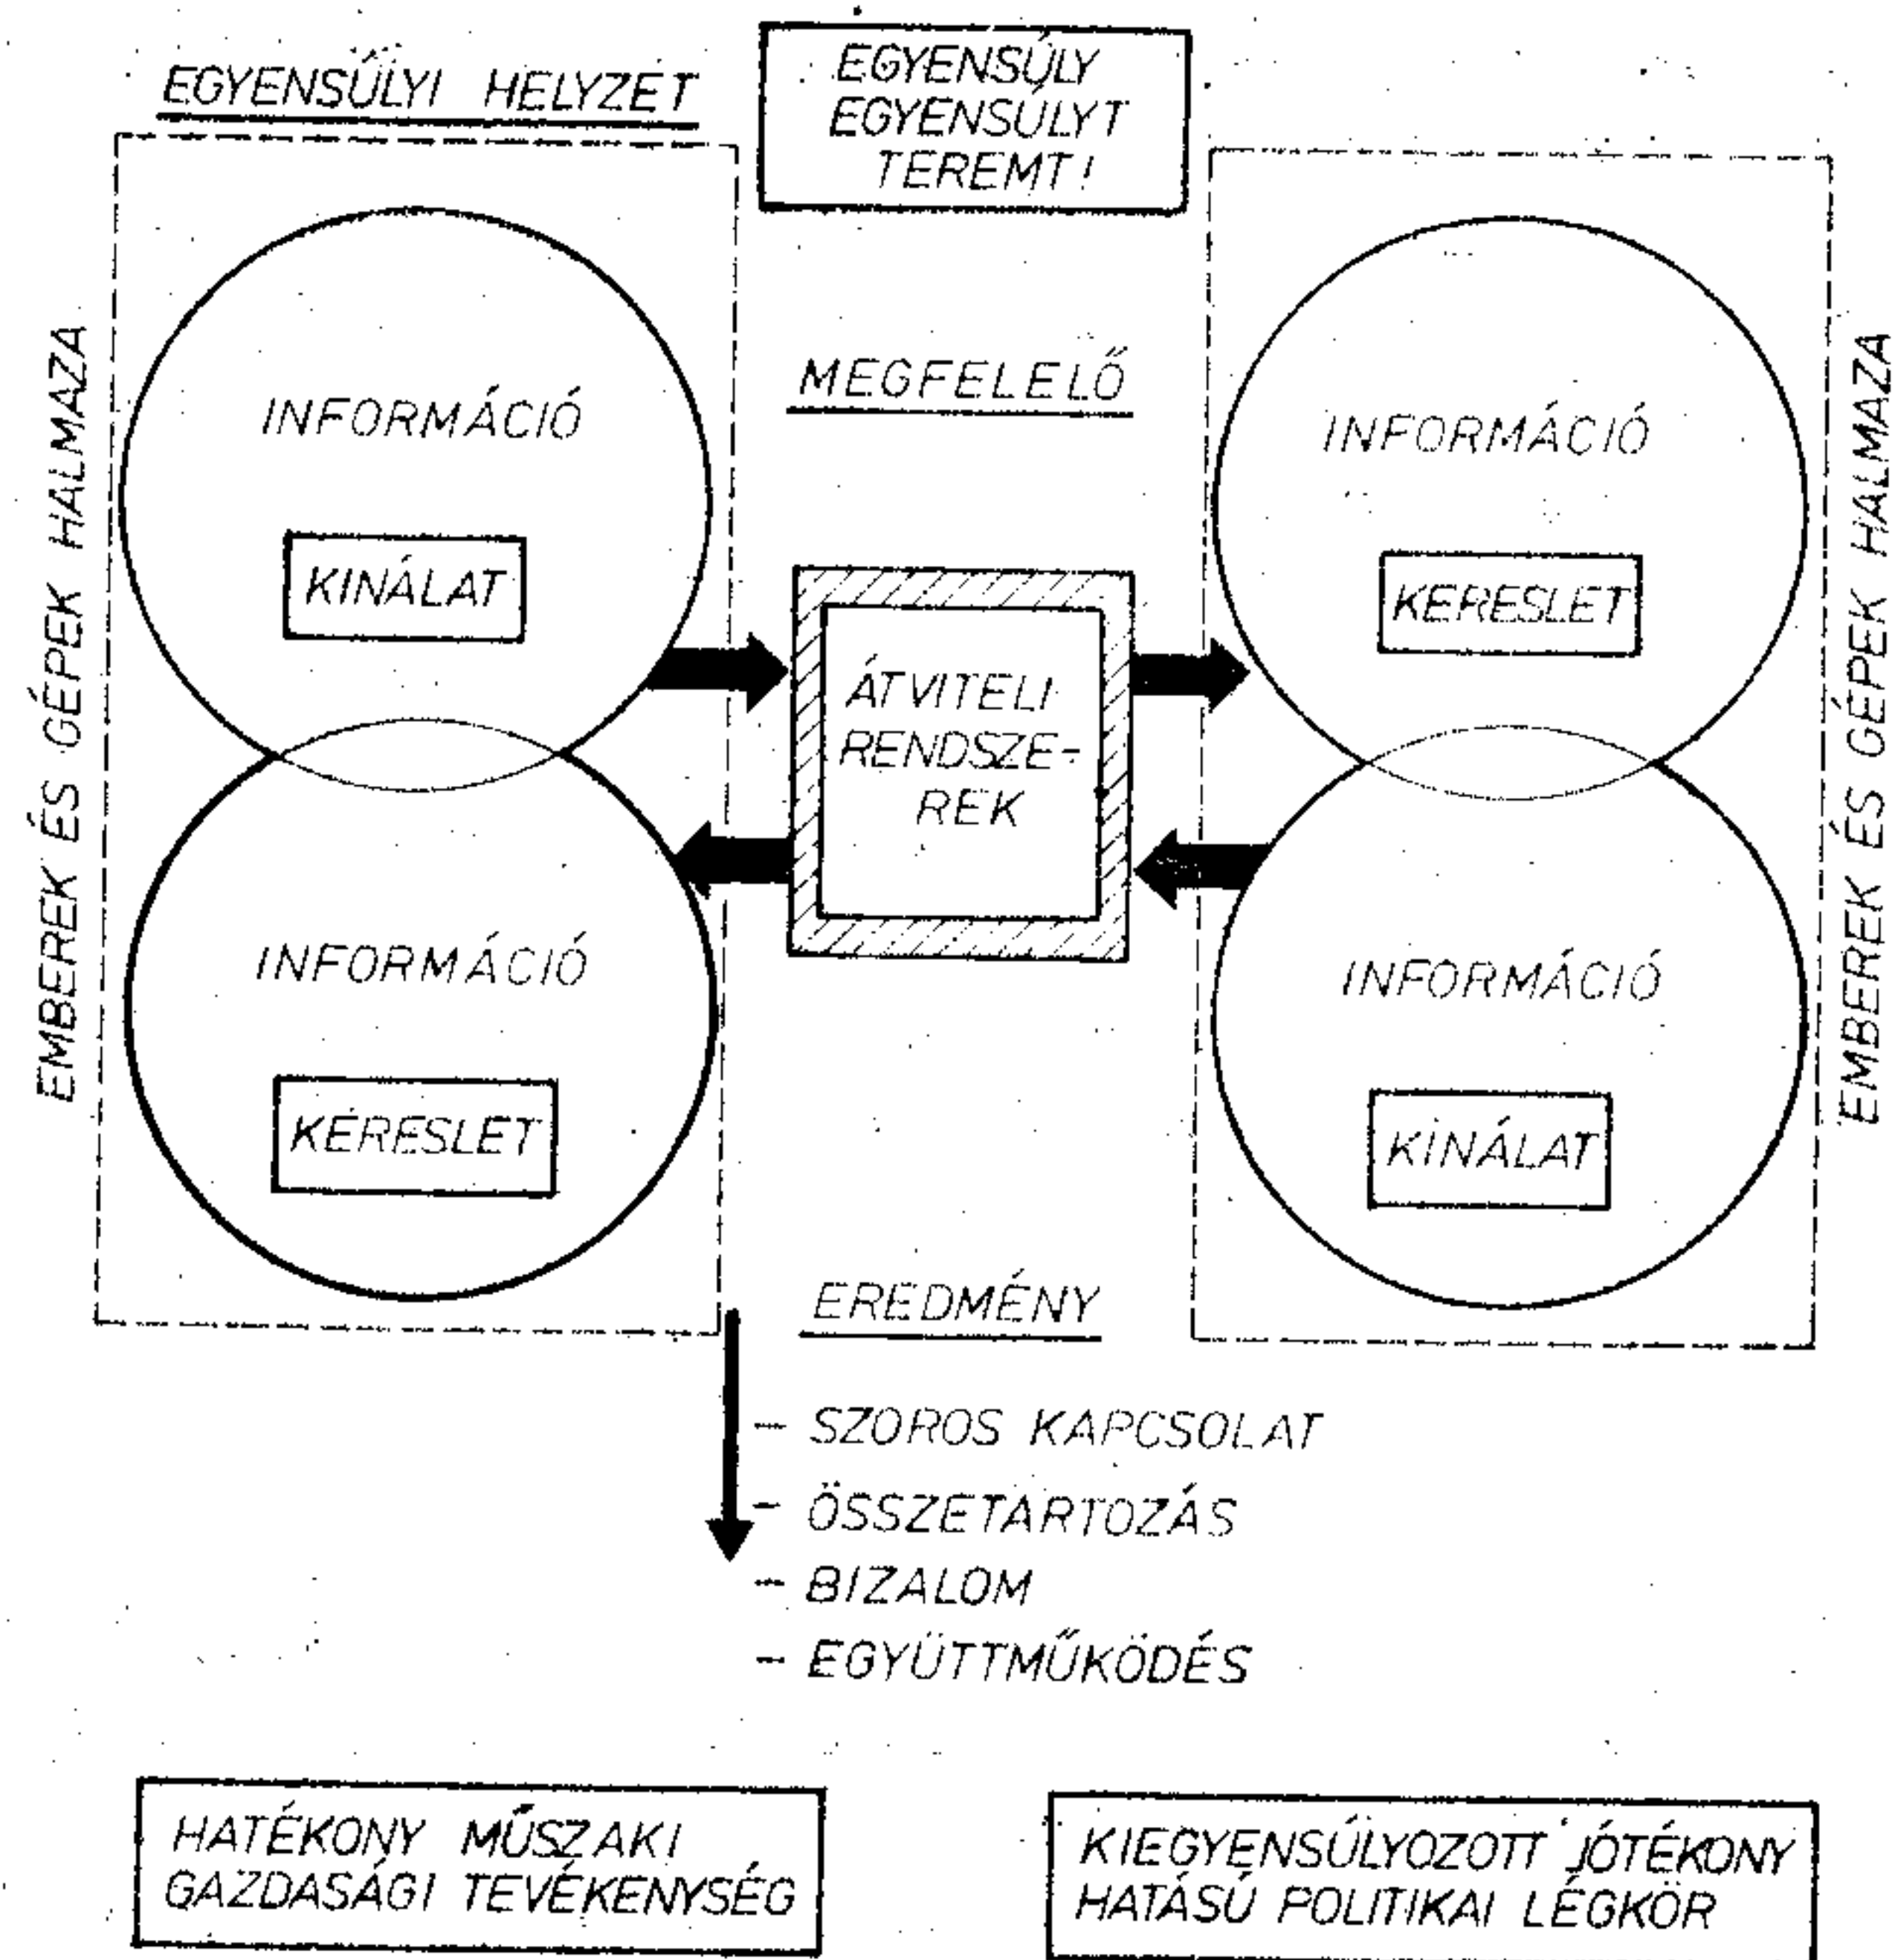 EGYENSÚLYI HELYZET
EGYENSÚLY
EGYENSÚLYT
TEREMT!
EMBEREK ÉS GÉPEK HALMAZA
INFORMÁCIÓ
KINÁLAT
INFORMÁCIÓ
KERESLET
MEGFELELŐ
ÁTVITELI
RENDSZE-
REK
INFORMÁCIÓ
KERESLET
INFORMÁCIÓ
KINÁLAT
EMBEREK ÉS GÉPEK HALMAZA
EREDMÉNY
- SZOROS KAPCSOLAT
- ÖSSZETARTOZÁS
- BIZALOM
- EGYÜTTMŰKÖDÉS
HATÉKONY MŰSZAKI
GAZDASÁGI TEVÉKENYSÉG
KIEGYENSÚLYOZOTT JÓTÉKONY
HATÁSÚ POLITIKAI LÉGKÖR